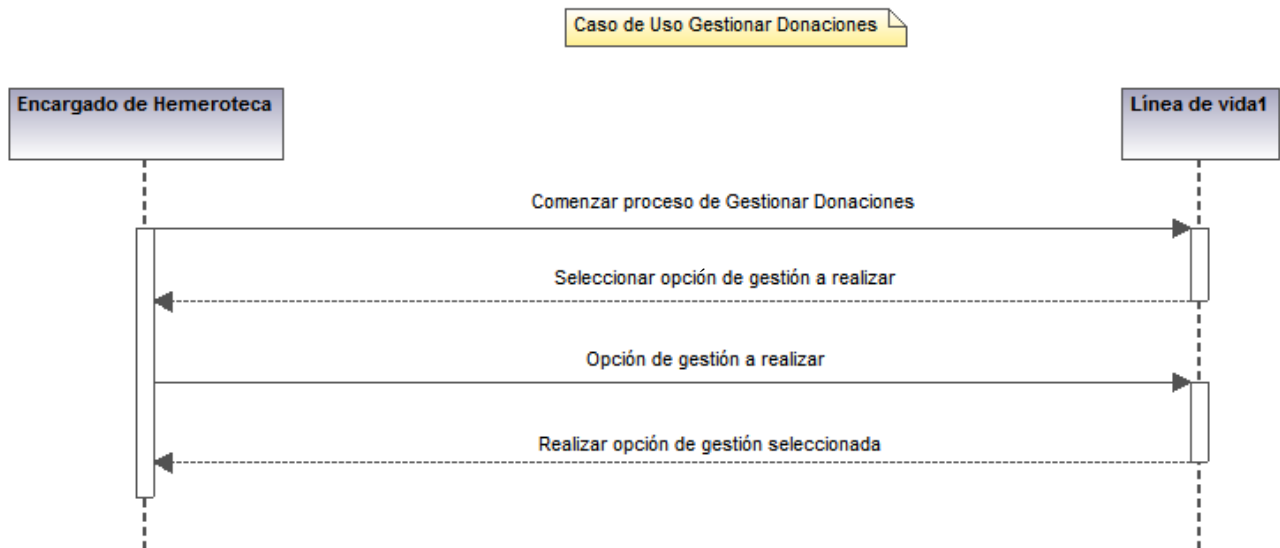 Caso de Uso Gestionar Donaciones
Encargado de Hemeroteca
Línea de vida1
Comenzar proceso de Gestionar Donaciones
Seleccionar opción de gestión a realizar
Opción de gestión a realizar
Realizar opción de gestión seleccionada